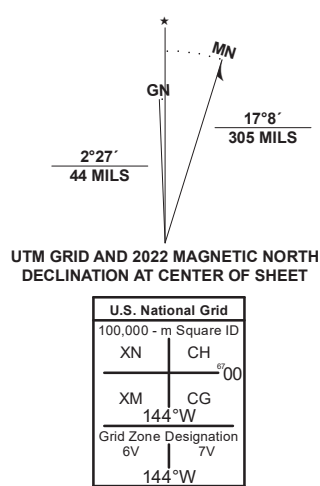 ★
MN
GN
17°8´
305 MILS
2°27´
44 MILS
UTM GRID AND 2022 MAGNETIC NORTH
DECLINATION AT CENTER OF SHEET
U.S. National Grid
100,000 - m Square ID
XN CH
6700
XM CG
144°W
Grid Zone Designation
6V 7V
144°W